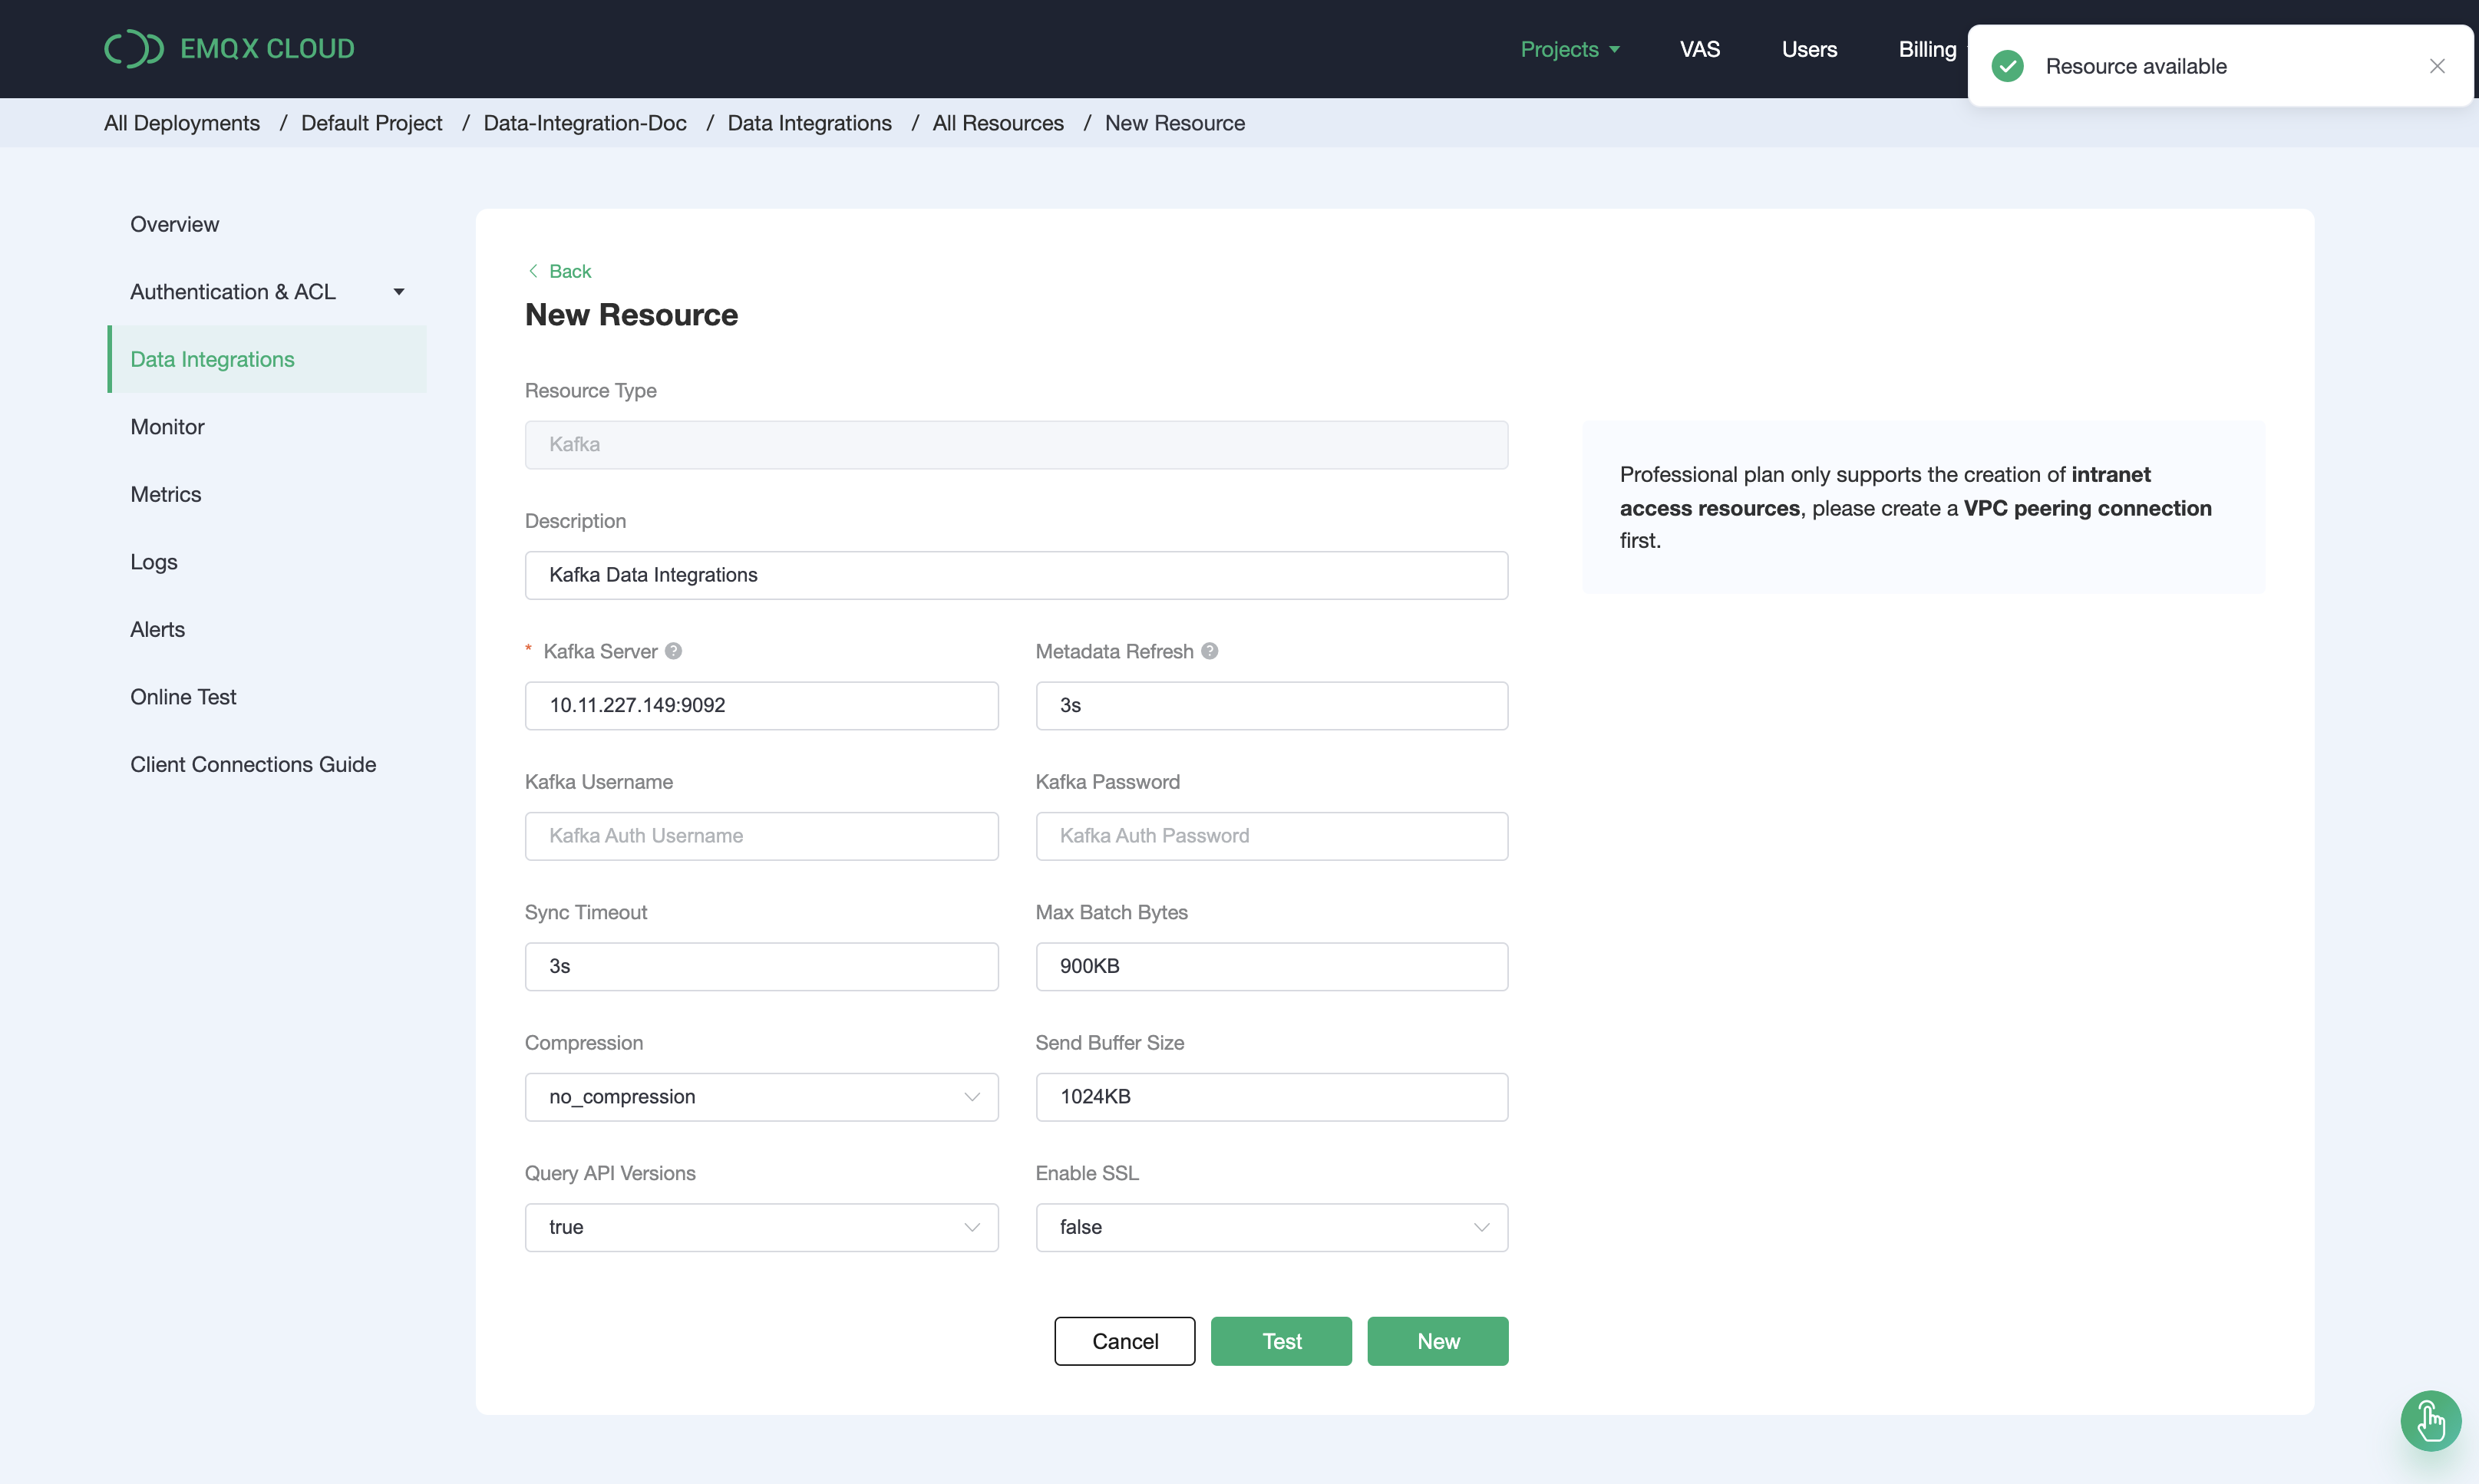 EMQX CLOUD
Projects
VAS
Users
Billing
Resource available
All Deployments / Default Project / Data-Integration-Doc / Data Integrations / All Resources / New Resource
Overview
Authentication & ACL
Data Integrations
Monitor
Metrics
Logs
Alerts
Online Test
Client Connections Guide
Back
New Resource
Resource Type
Kafka
Professional plan only supports the creation of intranet
access resources, please create a VPC peering connection
first.
Description
Kafka Data Integrations
* Kafka Server ?
Metadata Refresh ?
10.11.227.149:9092
3s
Kafka Username
Kafka Password
Kafka Auth Username
Kafka Auth Password
Sync Timeout
Max Batch Bytes
3s
900KB
Compression
Send Buffer Size
no_compression
1024KB
Query API Versions
Enable SSL
true
false
Cancel
Test
New